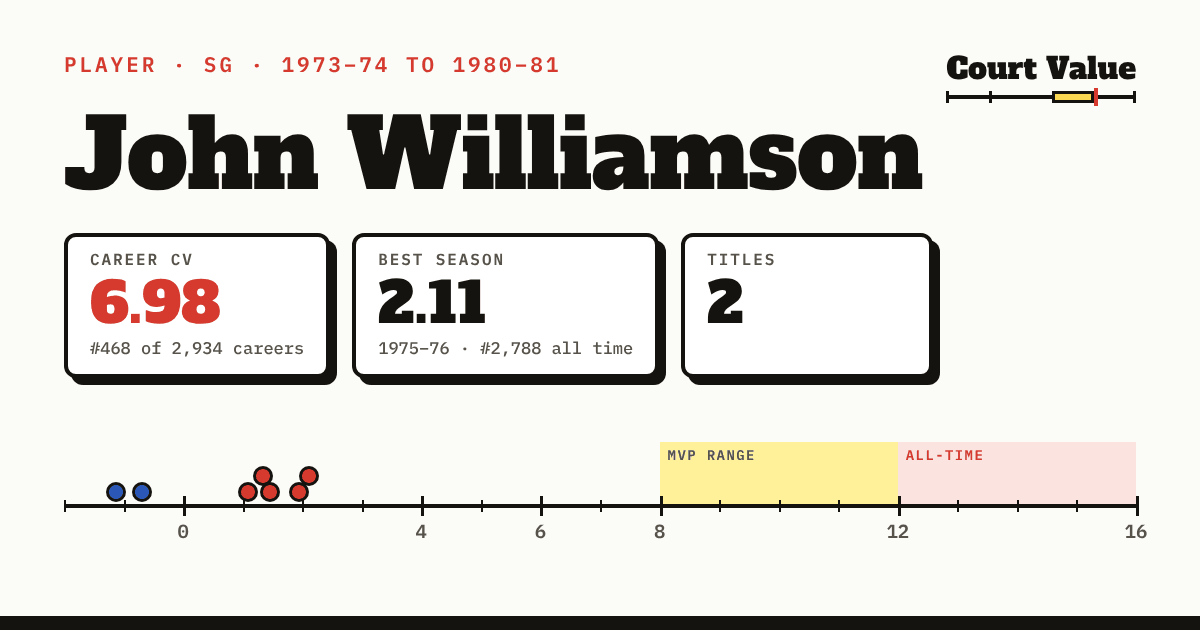 PLAYER · SG · 1973–74 TO 1980–81
Court Value
John Williamson
CAREER CV
6.98
#468 of 2,934 careers
BEST SEASON
2.11
1975–76 · #2,788 all time
TITLES
2
MVP RANGE
ALL-TIME
0 4 6 8 12 16